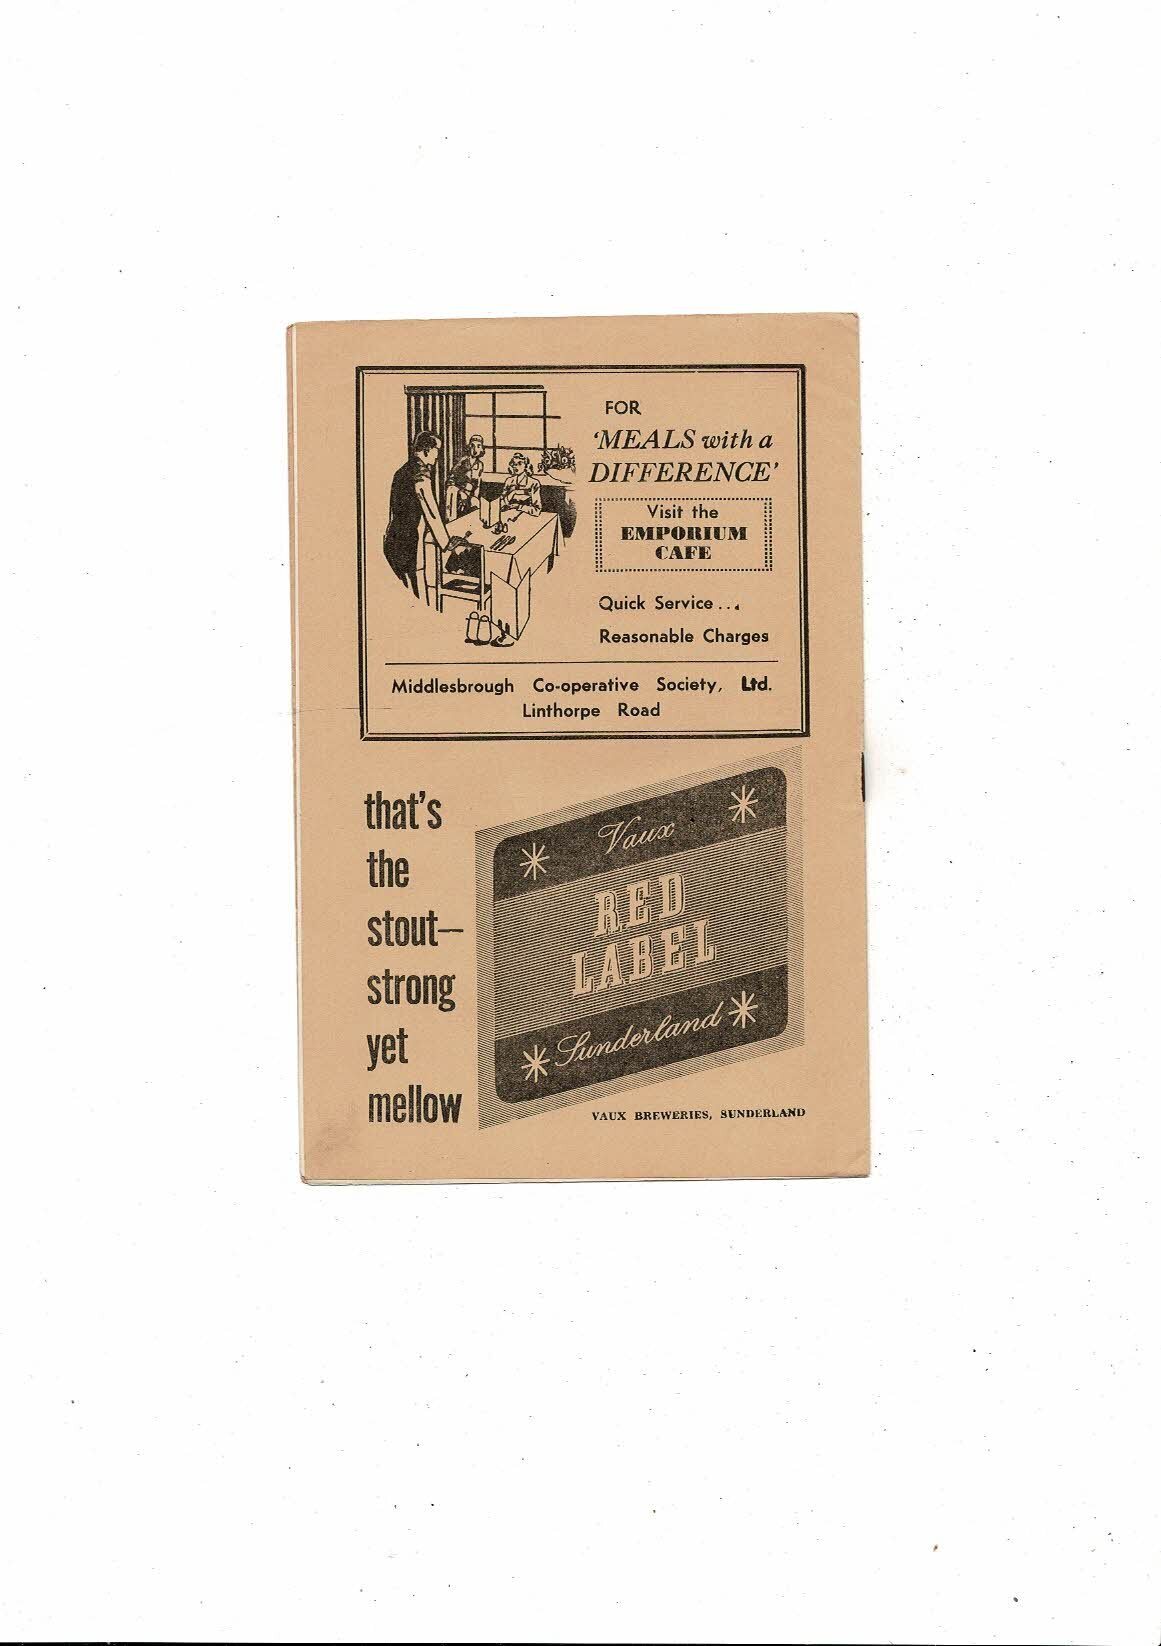 FOR
‘MEALS with a
DIFFERENCE’
Visit the
EMPORIUM
CAFE
Quick Service ...
Reasonable Charges
Middlesbrough Co-operative Society, Ltd.
Linthorpe Road
that's
the
stout—
strong
yet
mellow
Vaux
RED
LABEL
Sunderland
VAUX BREWERIES, SUNDERLAND